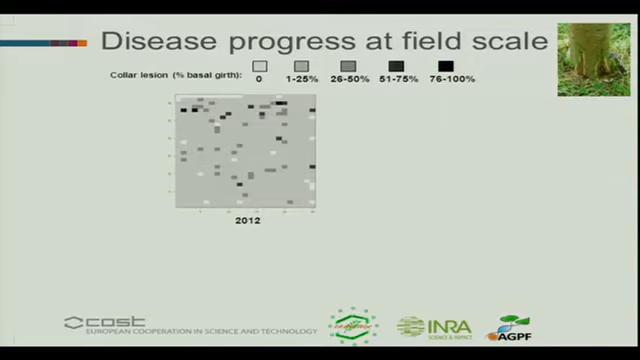 Disease progress at field scale
Collar lesion (% basal girth):
0
1-25%
26-50%
51-75%
76-100%
2012
cost
EUROPEAN COOPERATION IN SCIENCE AND TECHNOLOGY
INRA
SCIENCE & IMPACT
AGPF